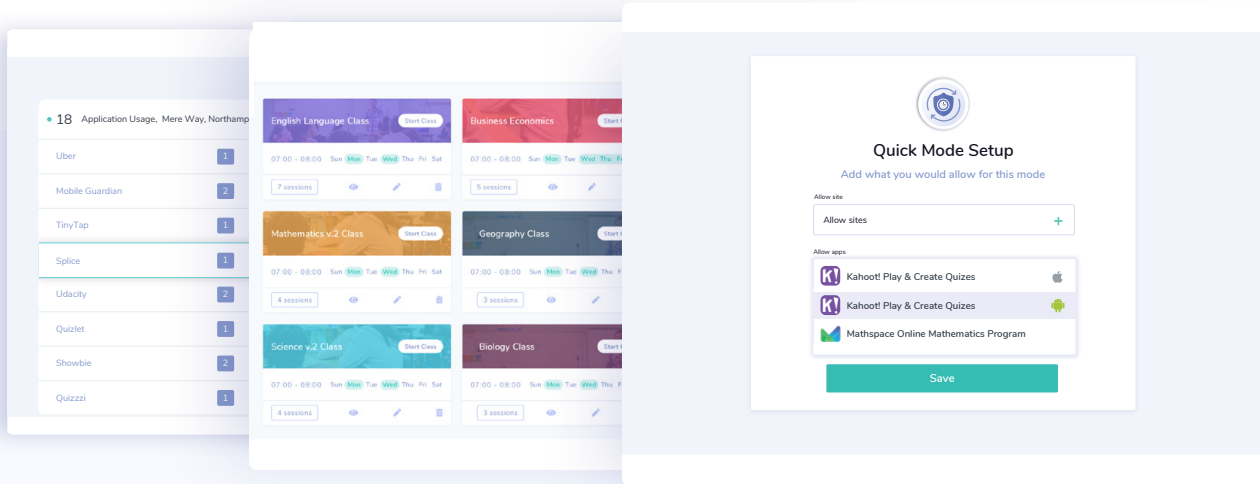 18 Application Usage, Mere Way, Northamp
Uber 1
Mobile Guardian 2
TinyTap 1
Splice 1
Udacity 2
Quizlet 1
Showbie 2
Quizzzi 1
English Language Class Start Class
07:00 - 08:00 Sun Mon Tue Wed Thu Fri Sat
7 sessions
Business Economics Start C
07:00 - 08:00 Sun Mon Tue Wed Thu F
5 sessions
Mathematics v.2 Class Start Class
07:00 - 08:00 Sun Mon Tue Wed Thu Fri Sat
4 sessions
Geography Class Start
07:00 - 08:00 Sun Mon Tue Wed Thu F
3 sessions
Science v.2 Class Start Class
07:00 - 08:00 Sun Mon Tue Wed Thu Fri Sat
4 sessions
Biology Class Start
07:00 - 08:00 Sun Mon Tue Wed Thu F
3 sessions
Quick Mode Setup
Add what you would allow for this mode
Allow site
Allow sites +
Allow apps
K! Kahoot! Play & Create Quizes
K! Kahoot! Play & Create Quizes
Mathspace Online Mathematics Program
Save